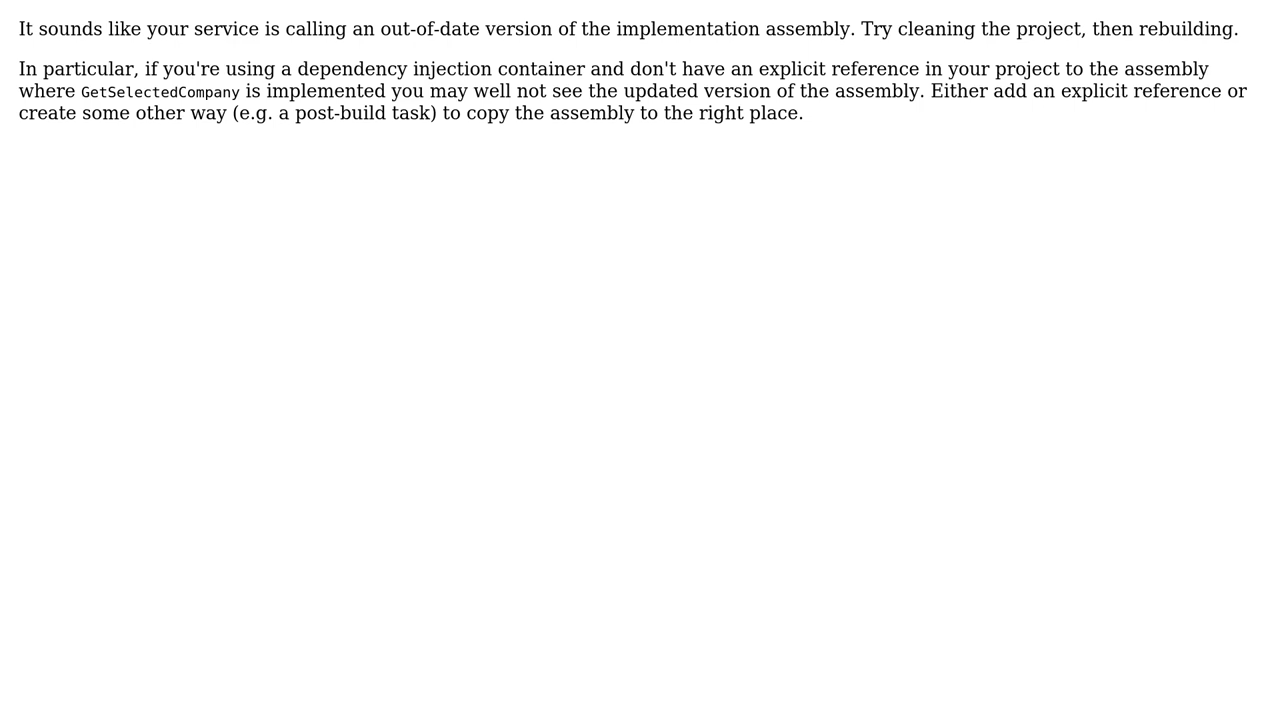 It sounds like your service is calling an out-of-date version of the implementation assembly. Try cleaning the project, then rebuilding.
In particular, if you're using a dependency injection container and don't have an explicit reference in your project to the assembly
where GetSelectedCompany is implemented you may well not see the updated version of the assembly. Either add an explicit reference or
create some other way (e.g. a post-build task) to copy the assembly to the right place.